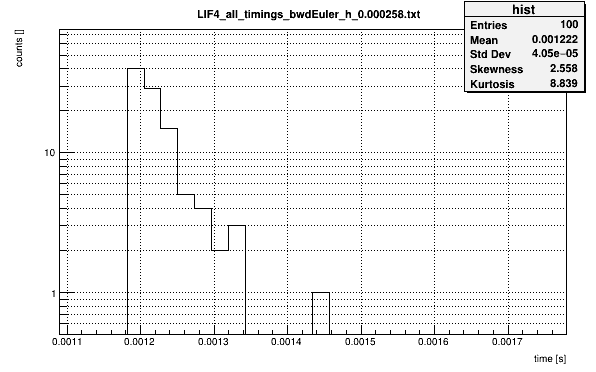 LIF4_all_timings_bwdEuler_h_0.000258.txt
hist
Entries 100
Mean 0.001222
Std Dev 4.05e−05
Skewness 2.558
Kurtosis 8.839
counts []
10
1
0.0011 0.0012 0.0013 0.0014 0.0015 0.0016 0.0017
time [s]